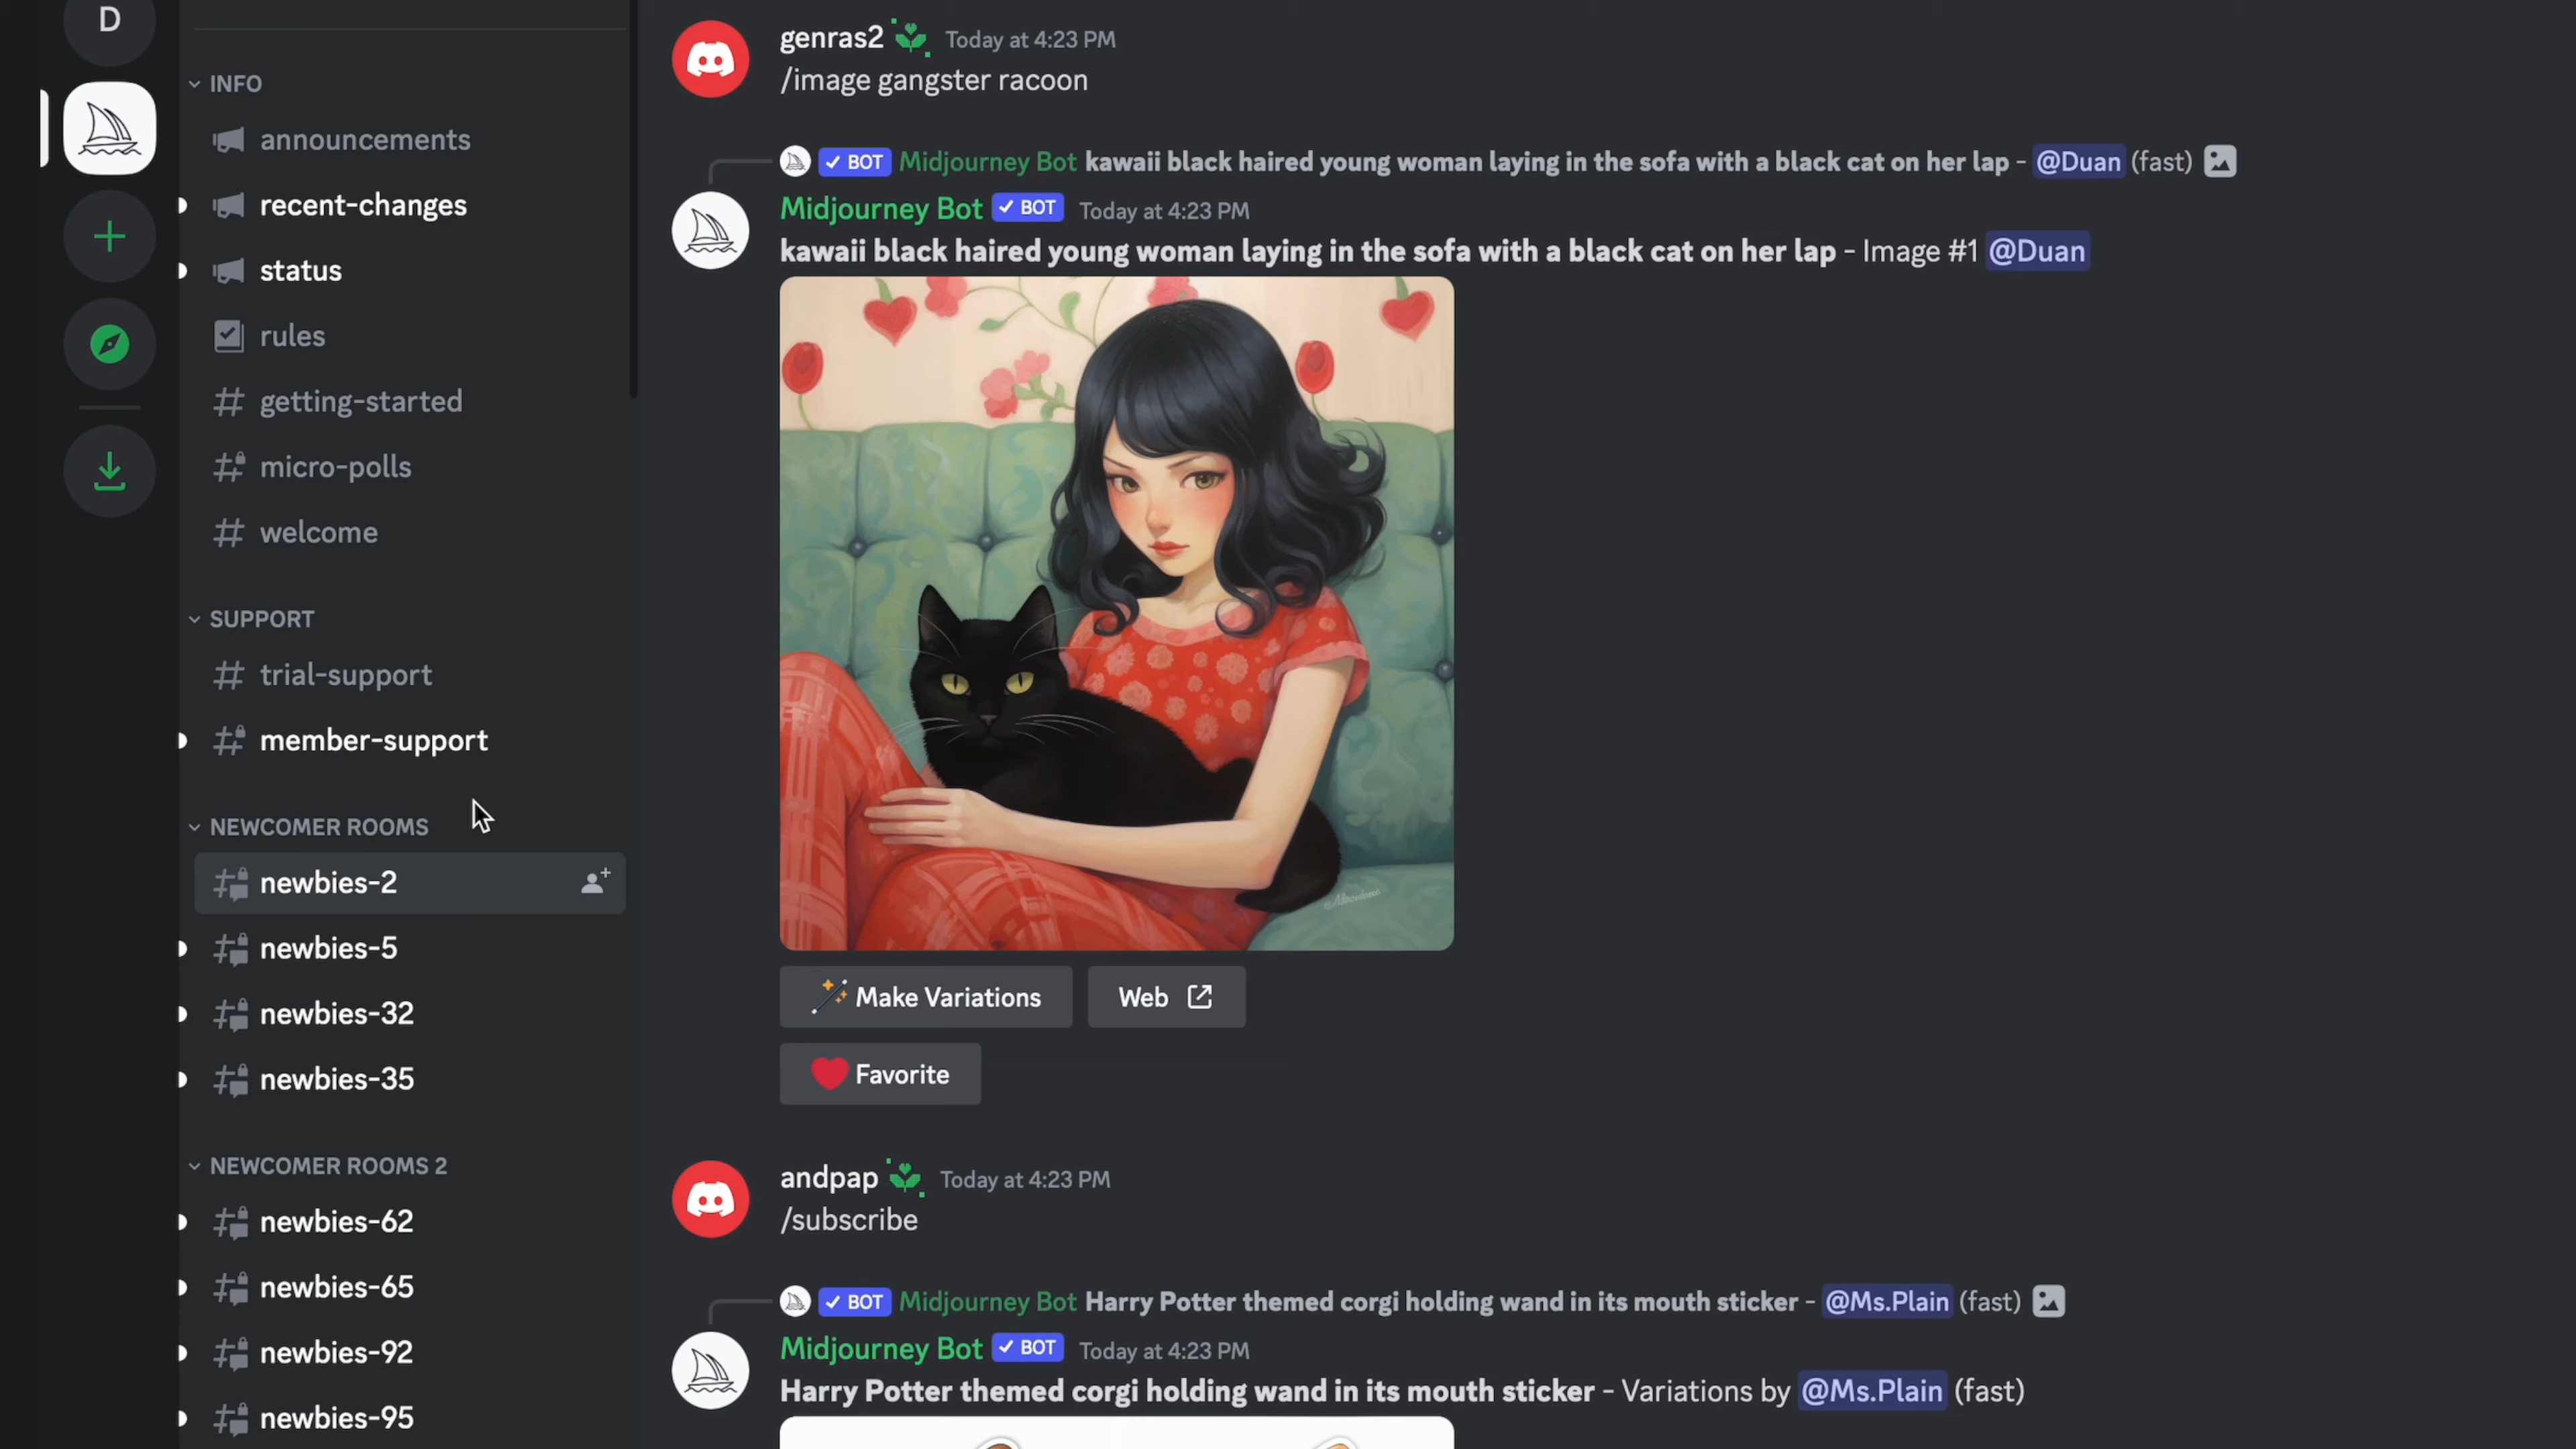 D
INFO
announcements
recent-changes
status
rules
getting-started
micro-polls
welcome
SUPPORT
trial-support
member-support
NEWCOMER ROOMS
newbies-2
newbies-5
newbies-32
newbies-35
NEWCOMER ROOMS 2
newbies-62
newbies-65
newbies-92
newbies-95
genras2 Today at 4:23 PM
/image gangster racoon
BOT Midjourney Bot kawaii black haired young woman laying in the sofa with a black cat on her lap - @Duan (fast)
Midjourney Bot BOT Today at 4:23 PM
kawaii black haired young woman laying in the sofa with a black cat on her lap - Image #1 @Duan
Make Variations
Web
Favorite
andpap Today at 4:23 PM
/subscribe
BOT Midjourney Bot Harry Potter themed corgi holding wand in its mouth sticker - @Ms.Plain (fast)
Midjourney Bot BOT Today at 4:23 PM
Harry Potter themed corgi holding wand in its mouth sticker - Variations by @Ms.Plain (fast)